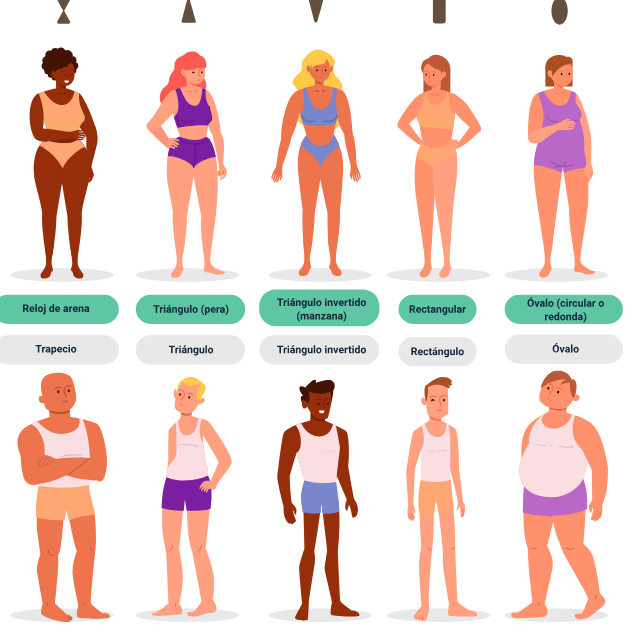 Reloj de arena
Triángulo (pera)
Triángulo invertido
(manzana)
Rectangular
Óvalo (circular o
redonda)
Trapecio
Triángulo
Triángulo invertido
Rectángulo
Óvalo